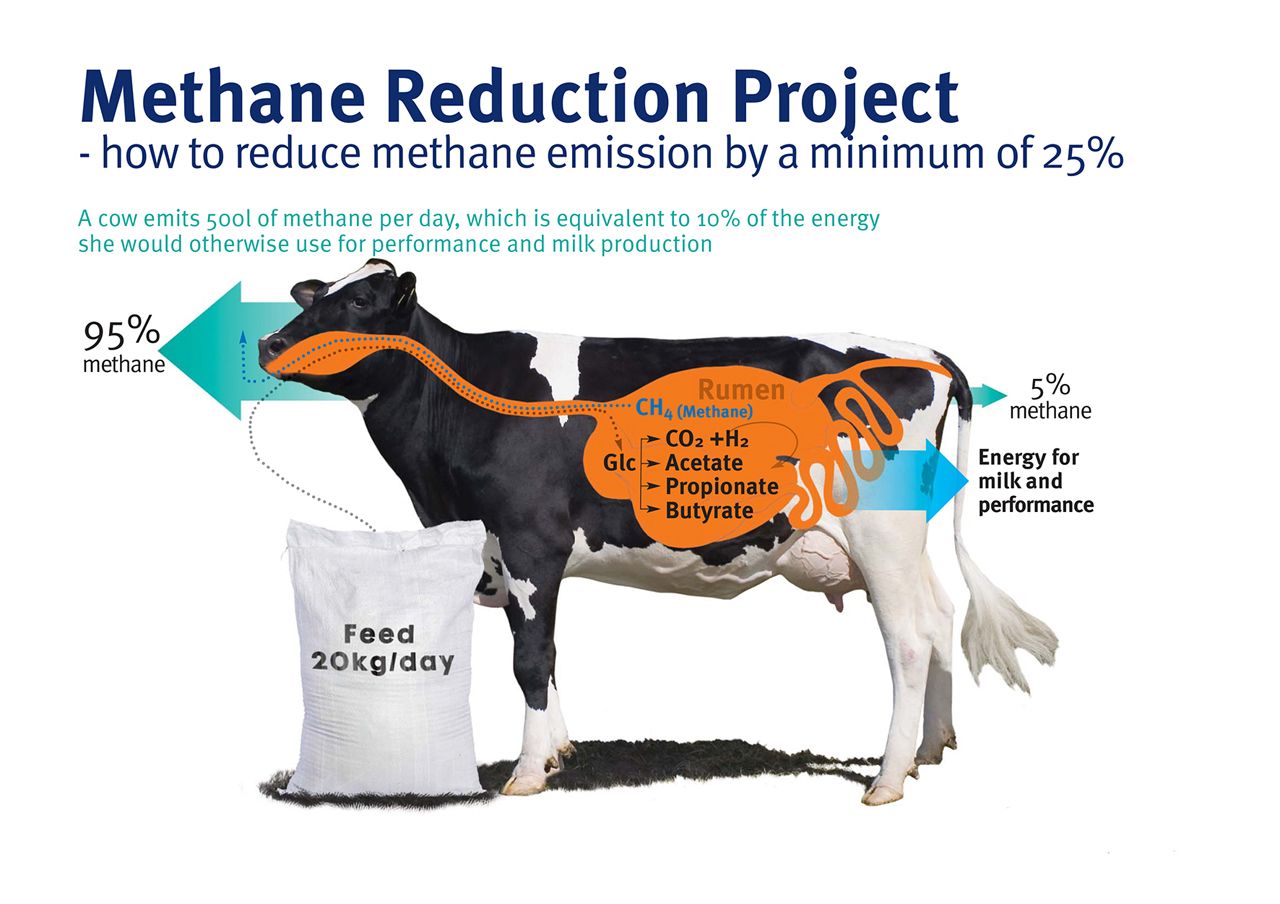 Methane Reduction Project
- how to reduce methane emission by a minimum of 25%
A cow emits 500l of methane per day, which is equivalent to 10% of the energy
she would otherwise use for performance and milk production
95%
methane
Rumen
CH₄ (Methane)
CO₂ +H₂
Glc
Acetate
Propionate
Butyrate
5%
methane
Energy for
milk and
performance
Feed
20kg/day